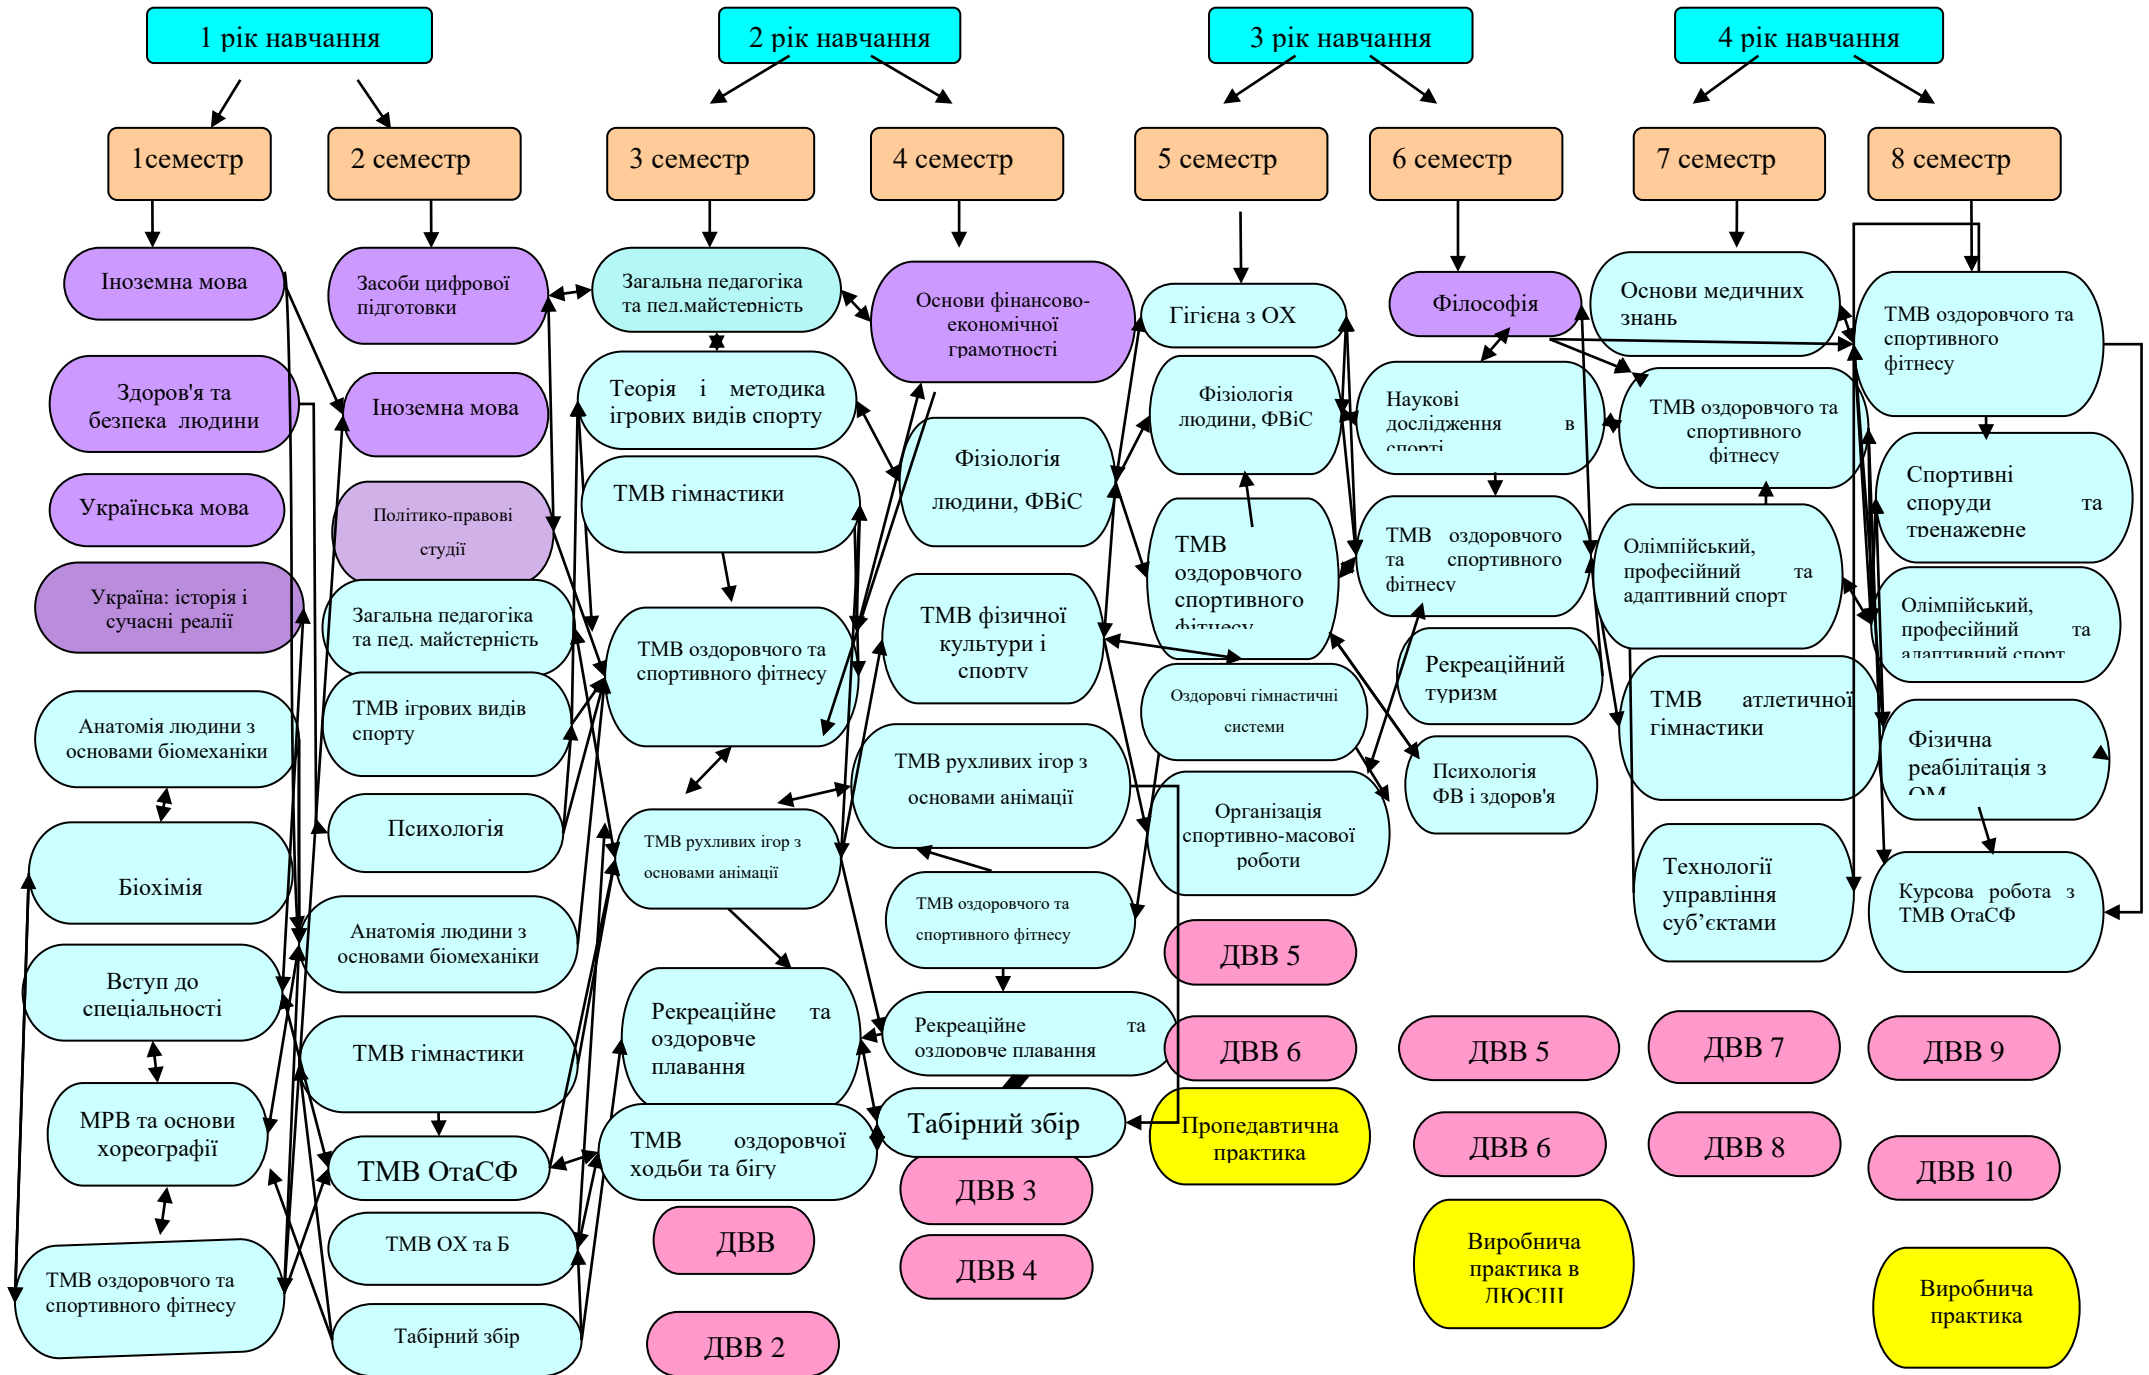 1 рік навчання
2 рік навчання
3 рік навчання
4 рік навчання
1семестр
2 семестр
3 семестр
4 семестр
5 семестр
6 семестр
7 семестр
8 семестр
Іноземна мова
Здоров'я та
безпека людини
Українська мова
Україна: історія і
сучасні реалії
Анатомія людини з
основами біомеханіки
Біохімія
Вступ до
спеціальності
МРВ та основи
хореографії
ТМВ оздоровчого та
спортивного фітнесу
Засоби цифрової
підготовки
Іноземна мова
Політико-правові
студії
Загальна педагогіка
та пед. майстерність
ТМВ ігрових видів
спорту
Психологія
Анатомія людини з
основами біомеханіки
ТМВ гімнастики
ТМВ ОтаСФ
ТМВ ОХ та Б
Табірний збір
Загальна педагогіка
та пед.майстерність
Теорія і методика
ігрових видів спорту
ТМВ гімнастики
ТМВ оздоровчого та
спортивного фітнесу
ТМВ рухливих ігор з
основами анімації
Рекреаційне та
оздоровче
плавання
ТМВ оздоровчої
ходьби та бігу
ДВВ
ДВВ 2
Основи фінансово-
економічної
грамотності
Фізіологія
людини, ФВіС
ТМВ фізичної
культури і
спорту
ТМВ рухливих ігор з
основами анімації
ТМВ оздоровчого та
спортивного фітнесу
Рекреаційне та
оздоровче плавання
Табірний збір
ДВВ 3
ДВВ 4
Гігієна з ОХ
Фізіологія
людини, ФВіС
ТМВ
оздоровчого
спортивного
фітнесу
Оздоровчі гімнастичні
системи
Організація
спортивно-масової
роботи
ДВВ 5
ДВВ 6
Пропедавтична
практика
Філософія
Наукові
дослідження в
спорті
ТМВ оздоровчого
та спортивного
фітнесу
Рекреаційний
туризм
Психологія
ФВ і здоров'я
ДВВ 5
ДВВ 6
Виробнича
практика в
ДЮСШ
Основи медичних
знань
ТМВ оздоровчого та
спортивного
фітнесу
Олімпійський,
професійний та
адаптивний спорт
ТМВ атлетичної
гімнастики
Технології
управління
суб’єктами
ДВВ 7
ДВВ 8
ТМВ оздоровчого та
спортивного
фітнесу
Спортивні
споруди та
тренажерне
Олімпійський,
професійний та
адаптивний спорт
Фізична
реабілітація з
ОМ
Курсова робота з
ТМВ ОтаСФ
ДВВ 9
ДВВ 10
Виробнича
практика